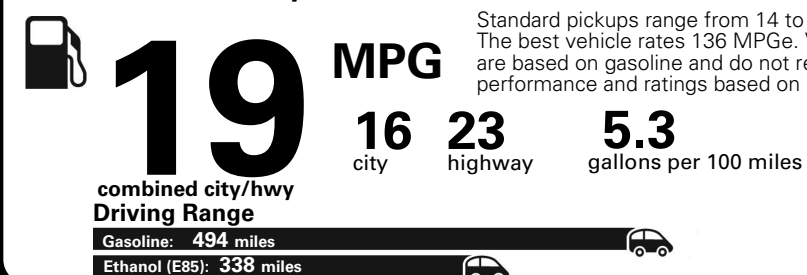 Standard pickups range from 14 to
The best vehicle rates 136 MPGe.
are based on gasoline and do not
performance and ratings based on
19
MPG
16 23 5.3
city highway gallons per 100 miles
combined city/hwy
Driving Range
Gasoline: 494 miles
Ethanol (E85): 338 miles